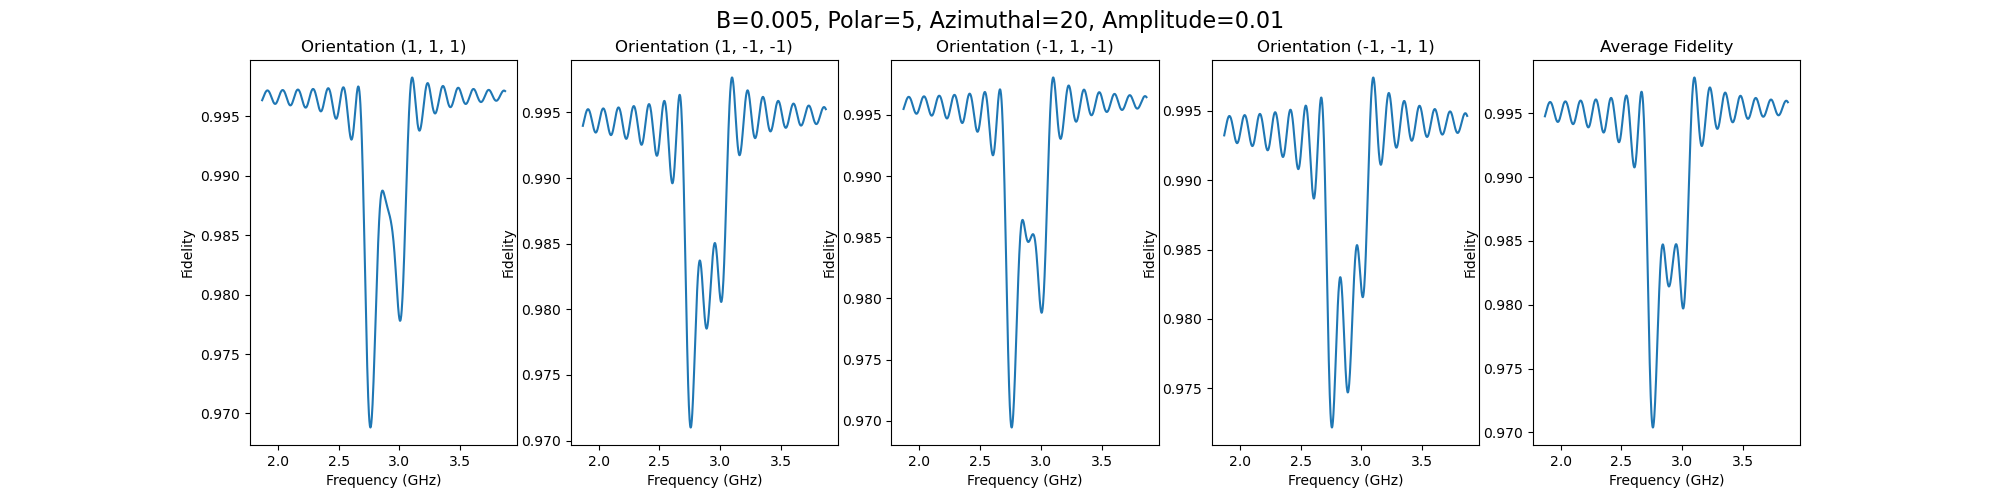 B=0.005, Polar=5, Azimuthal=20, Amplitude=0.01
Orientation (1, 1, 1)
0.995
0.990
0.985
0.980
0.975
0.970
Fidelity
2.0 2.5 3.0 3.5
Frequency (GHz)
Orientation (1, -1, -1)
0.995
0.990
0.985
0.980
0.975
0.970
Fidelity
2.0 2.5 3.0 3.5
Frequency (GHz)
Orientation (-1, 1, -1)
0.995
0.990
0.985
0.980
0.975
0.970
Fidelity
2.0 2.5 3.0 3.5
Frequency (GHz)
Orientation (-1, -1, 1)
0.995
0.990
0.985
0.980
0.975
Fidelity
2.0 2.5 3.0 3.5
Frequency (GHz)
Average Fidelity
0.995
0.990
0.985
0.980
0.975
0.970
Fidelity
2.0 2.5 3.0 3.5
Frequency (GHz)